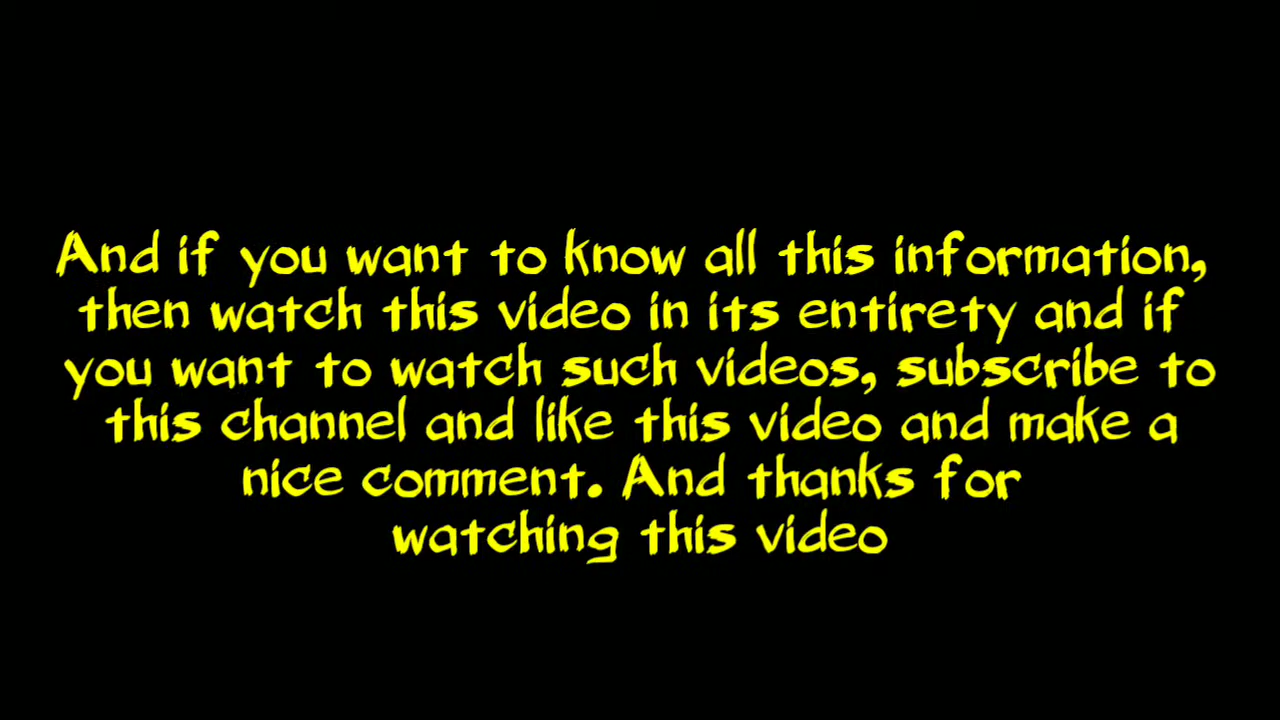 And if you want to know all this information,
then watch this video in its entirety and if
you want to watch such videos, subscribe to
this channel and like this video and make a
nice comment. And thanks for
watching this video